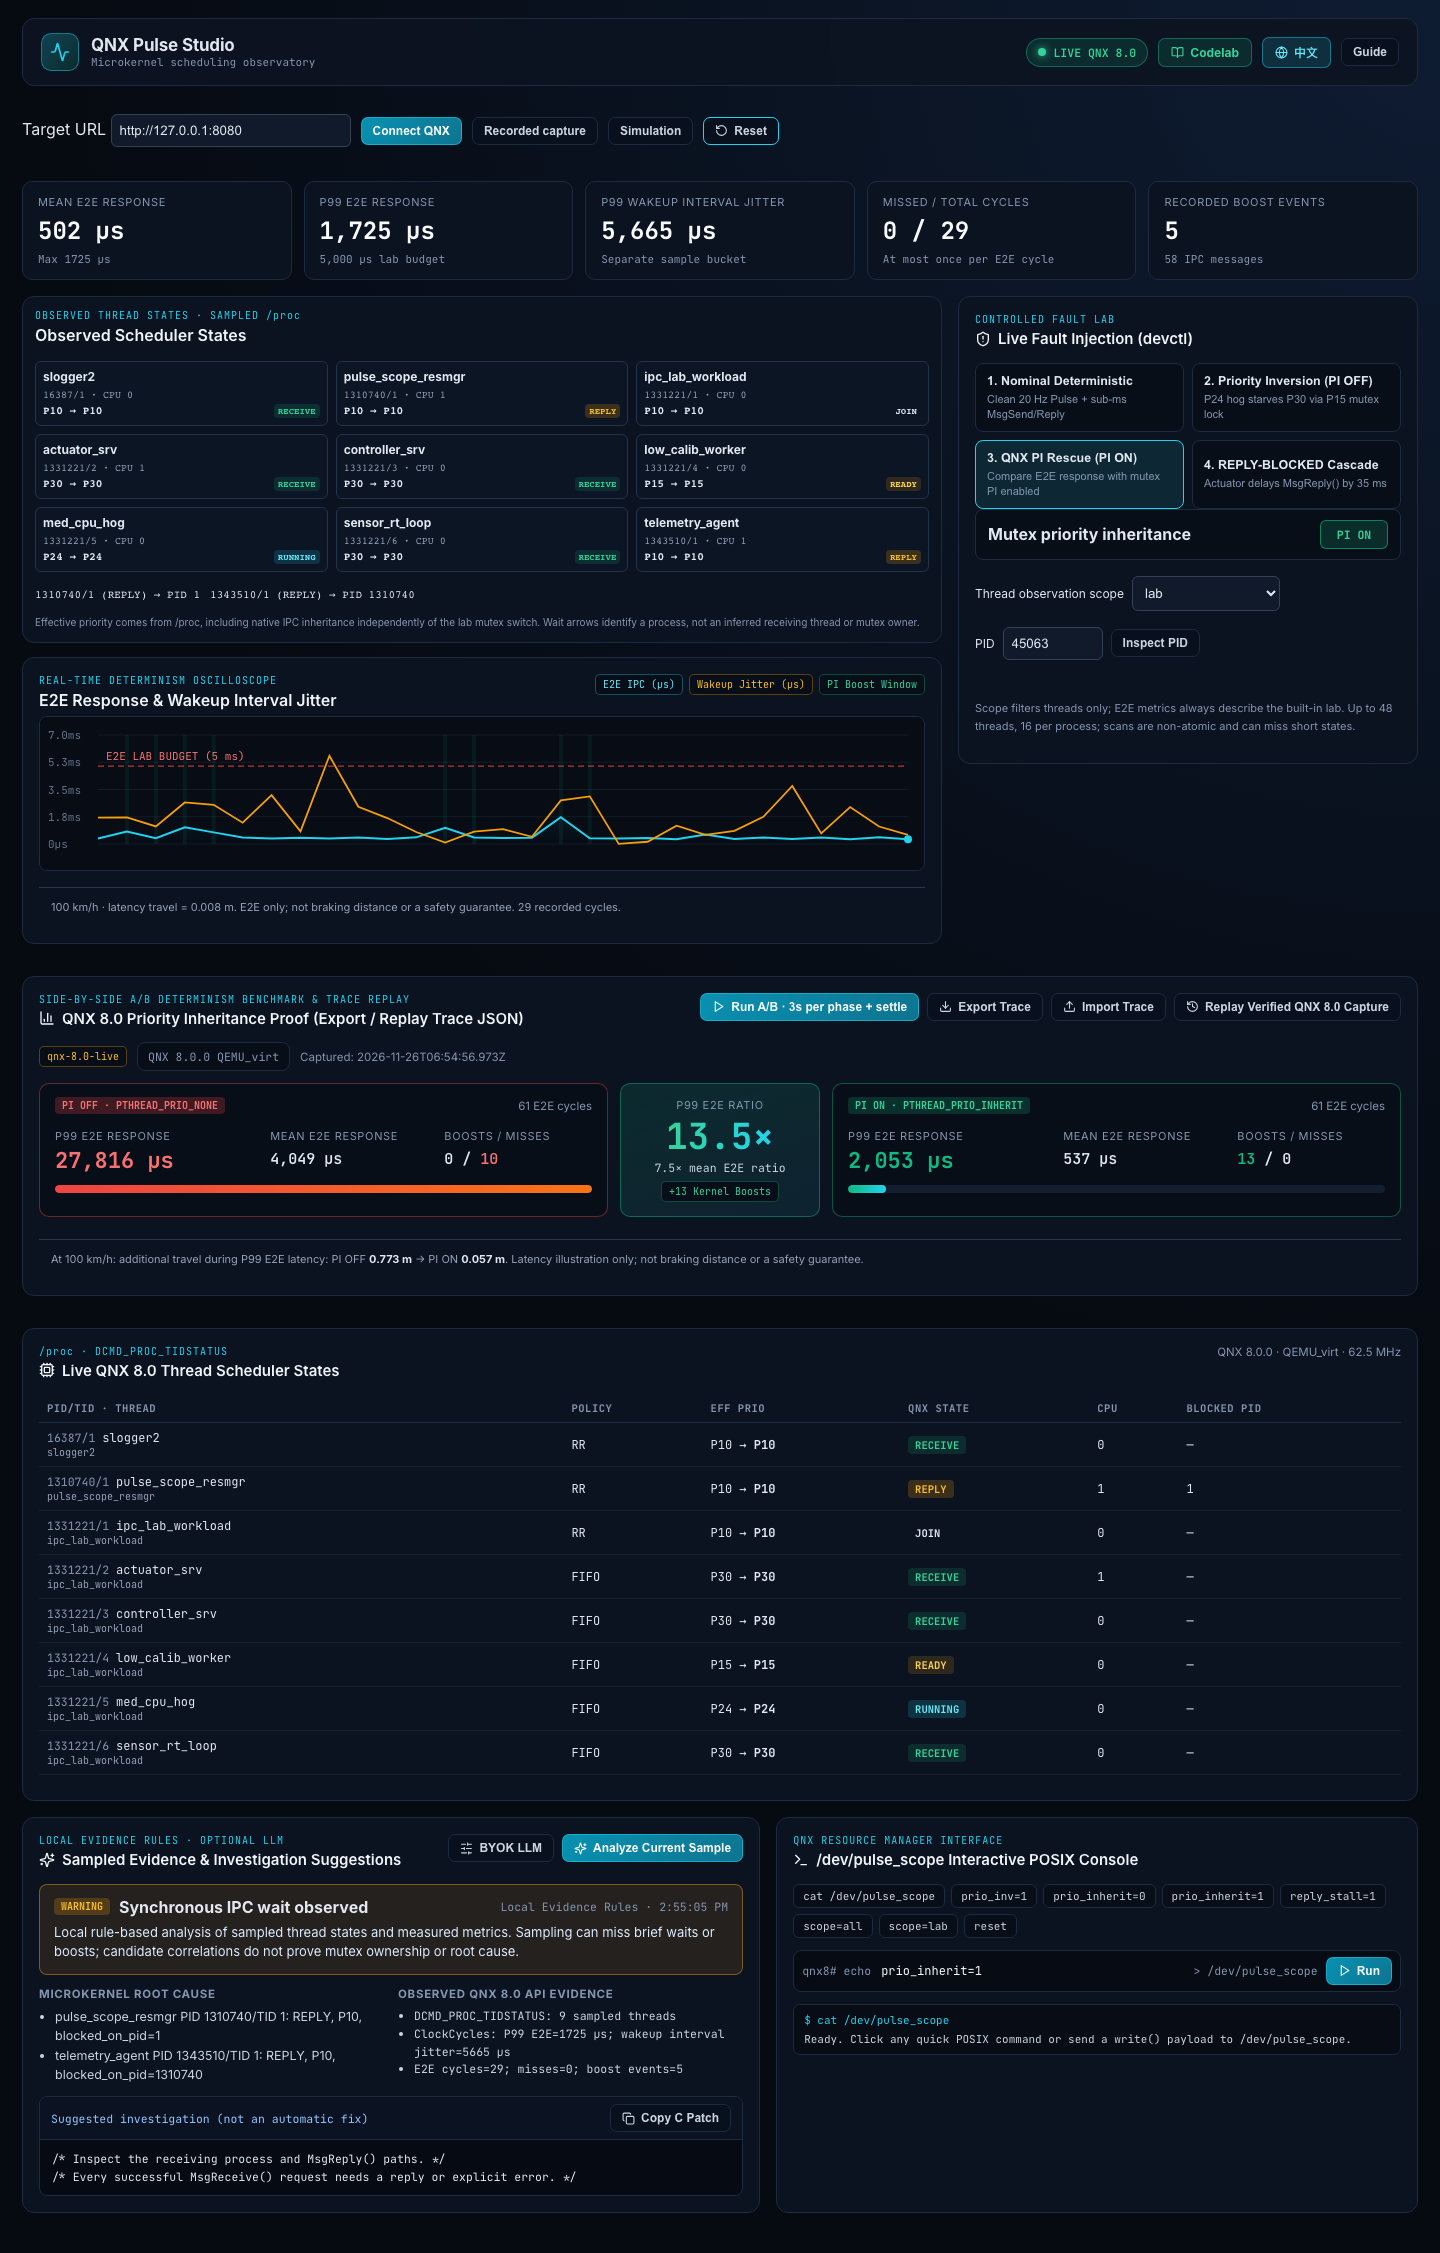 QNX Pulse Studio
Microkernel scheduling observatory
LIVE QNX 8.0
Codelab
中文
Guide
Target URL
http://127.0.0.1:8080
Connect QNX
Recorded capture
Simulation
Reset
MEAN E2E RESPONSE
502 µs
Max 1725 µs
P99 E2E RESPONSE
1,725 µs
5,000 µs lab budget
P99 WAKEUP INTERVAL JITTER
5,665 µs
Separate sample bucket
MISSED / TOTAL CYCLES
0 / 29
At most once per E2E cycle
RECORDED BOOST EVENTS
5
58 IPC messages
OBSERVED THREAD STATES · SAMPLED /proc
Observed Scheduler States
slogger2
16387/1 · CPU 0
P10 → P10
RECEIVE
pulse_scope_resmgr
1310740/1 · CPU 1
P10 → P10
REPLY
ipc_lab_workload
1331221/1 · CPU 0
P10 → P10
JOIN
actuator_srv
1331221/2 · CPU 1
P30 → P30
RECEIVE
controller_srv
1331221/3 · CPU 0
P30 → P30
RECEIVE
low_calib_worker
1331221/4 · CPU 0
P15 → P15
READY
med_cpu_hog
1331221/5 · CPU 0
P24 → P24
RUNNING
sensor_rt_loop
1331221/6 · CPU 0
P30 → P30
RECEIVE
telemetry_agent
1343510/1 · CPU 1
P10 → P10
REPLY
1310740/1 (REPLY) → PID 1 1343510/1 (REPLY) → PID 1310740
Effective priority comes from /proc, including native IPC inheritance independently of the lab mutex switch. Wait arrows identify a process, not an inferred receiving thread or mutex owner.
CONTROLLED FAULT LAB
Live Fault Injection (devctl)
1. Nominal Deterministic
Clean 20 Hz Pulse + sub-ms
MsgSend/Reply
2. Priority Inversion (PI OFF)
P24 hog starves P30 via P15 mutex
lock
3. QNX PI Rescue (PI ON)
Compare E2E response with mutex
PI enabled
4. REPLY-BLOCKED Cascade
Actuator delays MsgReply() by 35 ms
Mutex priority inheritance
PI ON
Thread observation scope
lab
PID
45063
Inspect PID
Scope filters threads only; E2E metrics always describe the built-in lab. Up to 48
threads, 16 per process; scans are non-atomic and can miss short states.
REAL-TIME DETERMINISM OSCILLOSCOPE
E2E Response & Wakeup Interval Jitter
E2E IPC (µs)
Wakeup Jitter (µs)
PI Boost Window
7.0ms
5.3ms
3.5ms
1.8ms
0µs
E2E LAB BUDGET (5 ms)
100 km/h · latency travel = 0.008 m. E2E only; not braking distance or a safety guarantee. 29 recorded cycles.
SIDE-BY-SIDE A/B DETERMINISM BENCHMARK & TRACE REPLAY
QNX 8.0 Priority Inheritance Proof (Export / Replay Trace JSON)
Run A/B · 3s per phase + settle
Export Trace
Import Trace
Replay Verified QNX 8.0 Capture
qnx-8.0-live
QNX 8.0.0 QEMU_virt
Captured: 2026-11-26T06:54:56.973Z
PI OFF · PTHREAD_PRIO_NONE
61 E2E cycles
P99 E2E RESPONSE
27,816 µs
MEAN E2E RESPONSE
4,049 µs
BOOSTS / MISSES
0 / 10
P99 E2E RATIO
13.5×
7.5× mean E2E ratio
+13 Kernel Boosts
PI ON · PTHREAD_PRIO_INHERIT
61 E2E cycles
P99 E2E RESPONSE
2,053 µs
MEAN E2E RESPONSE
537 µs
BOOSTS / MISSES
13 / 0
At 100 km/h: additional travel during P99 E2E latency: PI OFF 0.773 m → PI ON 0.057 m. Latency illustration only; not braking distance or a safety guarantee.
/proc · DCMD_PROC_TIDSTATUS
Live QNX 8.0 Thread Scheduler States
QNX 8.0.0 · QEMU_virt · 62.5 MHz
PID/TID · THREAD POLICY EFF PRIO QNX STATE CPU BLOCKED PID
16387/1 slogger2 RR P10 → P10 RECEIVE 0 —
slogger2
1310740/1 pulse_scope_resmgr RR P10 → P10 REPLY 1 1
pulse_scope_resmgr
1331221/1 ipc_lab_workload RR P10 → P10 JOIN 0 —
ipc_lab_workload
1331221/2 actuator_srv FIFO P30 → P30 RECEIVE 1 —
ipc_lab_workload
1331221/3 controller_srv FIFO P30 → P30 RECEIVE 0 —
ipc_lab_workload
1331221/4 low_calib_worker FIFO P15 → P15 READY 0 —
ipc_lab_workload
1331221/5 med_cpu_hog FIFO P24 → P24 RUNNING 0 —
ipc_lab_workload
1331221/6 sensor_rt_loop FIFO P30 → P30 RECEIVE 0 —
ipc_lab_workload
LOCAL EVIDENCE RULES · OPTIONAL LLM
Sampled Evidence & Investigation Suggestions
BYOK LLM
Analyze Current Sample
WARNING
Synchronous IPC wait observed
Local Evidence Rules · 2:55:05 PM
Local rule-based analysis of sampled thread states and measured metrics. Sampling can miss brief waits or
boosts; candidate correlations do not prove mutex ownership or root cause.
MICROKERNEL ROOT CAUSE
• pulse_scope_resmgr PID 1310740/TID 1: REPLY, P10,
blocked_on_pid=1
• telemetry_agent PID 1343510/TID 1: REPLY, P10,
blocked_on_pid=1310740
OBSERVED QNX 8.0 API EVIDENCE
• DCMD_PROC_TIDSTATUS: 9 sampled threads
• ClockCycles: P99 E2E=1725 µs; wakeup interval
jitter=5665 µs
• E2E cycles=29; misses=0; boost events=5
Suggested investigation (not an automatic fix)
Copy C Patch
/* Inspect the receiving process and MsgReply() paths. */
/* Every successful MsgReceive() request needs a reply or explicit error. */
QNX RESOURCE MANAGER INTERFACE
/dev/pulse_scope Interactive POSIX Console
cat /dev/pulse_scope
prio_inv=1
prio_inherit=0
prio_inherit=1
reply_stall=1
scope=all
scope=lab
reset
qnx8# echo prio_inherit=1 > /dev/pulse_scope
Run
$ cat /dev/pulse_scope
Ready. Click any quick POSIX command or send a write() payload to /dev/pulse_scope.